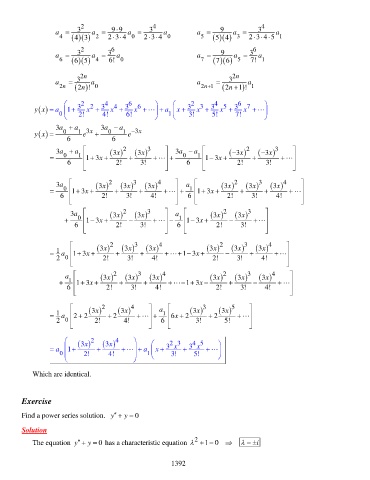 a_4 = \frac{3^2}{(4)(3)} a_2 = \frac{9 \cdot 9}{2 \cdot 3 \cdot 4} a_0 = \frac{3^4}{2 \cdot 3 \cdot 4} a_0    a_5 = \frac{9}{(5)(4)} a_3 = \frac{3^4}{2 \cdot 3 \cdot 4 \cdot 5} a_1
a_6 = \frac{3^2}{(6)(5)} a_4 = \frac{3^6}{6!} a_0    a_7 = \frac{9}{(7)(6)} a_5 = \frac{3^6}{7!} a_1
a_{2n} = \frac{3^{2n}}{(2n)!} a_0    a_{2n+1} = \frac{3^{2n}}{(2n+1)!} a_1
y(x) = a_0 \left( 1 + \frac{3^2}{2!} x^2 + \frac{3^4}{4!} x^4 + \frac{3^6}{6!} x^6 + \cdots \right) + a_1 \left( x + \frac{3^2}{3!} x^3 + \frac{3^4}{5!} x^5 + \frac{3^6}{7!} x^7 + \cdots \right)
y(x) = \frac{3a_0 + a_1}{6} e^{3x} + \frac{3a_0 - a_1}{6} e^{-3x}
= \frac{3a_0 + a_1}{6} \left[ 1 + 3x + \frac{(3x)^2}{2!} + \frac{(3x)^3}{3!} + \cdots \right] + \frac{3a_0 - a_1}{6} \left[ 1 - 3x + \frac{(-3x)^2}{2!} + \frac{(-3x)^3}{3!} + \cdots \right]
= \frac{3a_0}{6} \left[ 1 + 3x + \frac{(3x)^2}{2!} + \frac{(3x)^3}{3!} + \frac{(3x)^4}{4!} + \cdots \right] + \frac{a_1}{6} \left[ 1 + 3x + \frac{(3x)^2}{2!} + \frac{(3x)^3}{3!} + \frac{(3x)^4}{4!} + \cdots \right]
+ \frac{3a_0}{6} \left[ 1 - 3x + \frac{(3x)^2}{2!} - \frac{(3x)^3}{3!} + \cdots \right] - \frac{a_1}{6} \left[ 1 - 3x + \frac{(3x)^2}{2!} - \frac{(3x)^3}{3!} + \cdots \right]
= \frac{1}{2} a_0 \left[ 1 + 3x + \frac{(3x)^2}{2!} + \frac{(3x)^3}{3!} + \frac{(3x)^4}{4!} + \cdots + 1 - 3x + \frac{(3x)^2}{2!} - \frac{(3x)^3}{3!} + \frac{(3x)^4}{4!} - \cdots \right]
+ \frac{a_1}{6} \left[ 1 + 3x + \frac{(3x)^2}{2!} + \frac{(3x)^3}{3!} + \frac{(3x)^4}{4!} + \cdots - 1 + 3x - \frac{(3x)^2}{2!} + \frac{(3x)^3}{3!} - \frac{(3x)^4}{4!} + \cdots \right]
= \frac{1}{2} a_0 \left[ 2 + 2 \frac{(3x)^2}{2!} + 2 \frac{(3x)^4}{4!} + \cdots \right] + \frac{a_1}{6} \left[ 6x + 2 \frac{(3x)^3}{3!} + 2 \frac{(3x)^5}{5!} + \cdots \right]
= a_0 \left( 1 + \frac{(3x)^2}{2!} + \frac{(3x)^4}{4!} + \cdots \right) + a_1 \left( x + \frac{3^2 x^3}{3!} + \frac{3^4 x^5}{5!} + \cdots \right)
Which are identical.
Exercise
Find a power series solution. y'' + y = 0
Solution
The equation y'' + y = 0 has a characteristic equation λ^2 + 1 = 0 ⇒ λ = ±i
1392